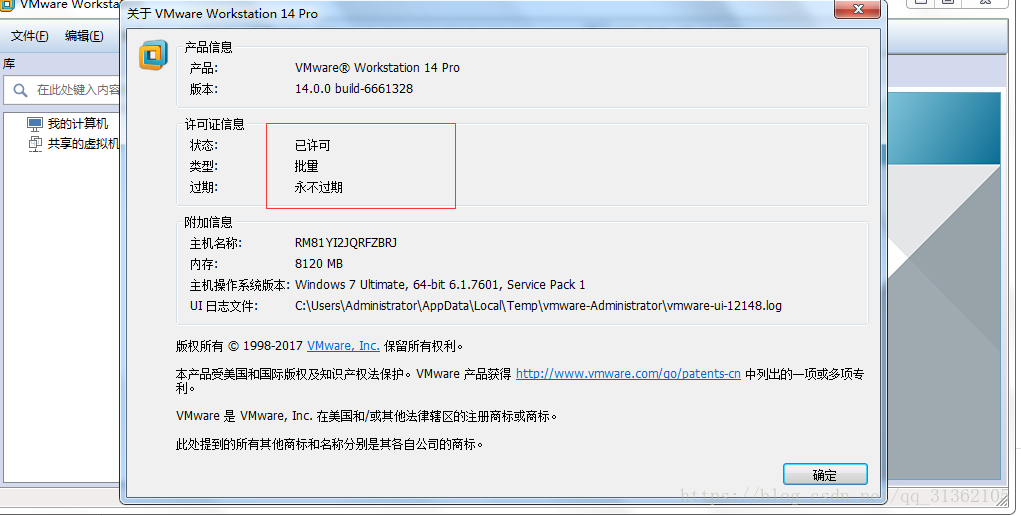 VMware Worksta
关于 VMware Workstation 14 Pro
文件(F) 编辑(E)
库
在此处键入内容
我的计算机
共享的虚拟机
产品信息
产品: VMware® Workstation 14 Pro
版本: 14.0.0 build-6661328
许可证信息
状态: 已许可
类型: 批量
过期: 永不过期
附加信息
主机名称: RM81YI2JQRFZBRJ
内存: 8120 MB
主机操作系统版本: Windows 7 Ultimate, 64-bit 6.1.7601, Service Pack 1
UI 日志文件: C:\Users\Administrator\AppData\Local\Temp\vmware-Administrator\vmware-ui-12148.log
版权所有 © 1998-2017 VMware, Inc. 保留所有权利。
本产品受美国和国际版权及知识产权法保护。VMware 产品获得 http://www.vmware.com/go/patents-cn 中列出的一项或多项专
利。
VMware 是 VMware, Inc. 在美国和/或其他法律辖区的注册商标或商标。
此处提到的所有其他商标和名称分别是其各自公司的商标。
确定
https://blog.csdn.net/qq_31362105